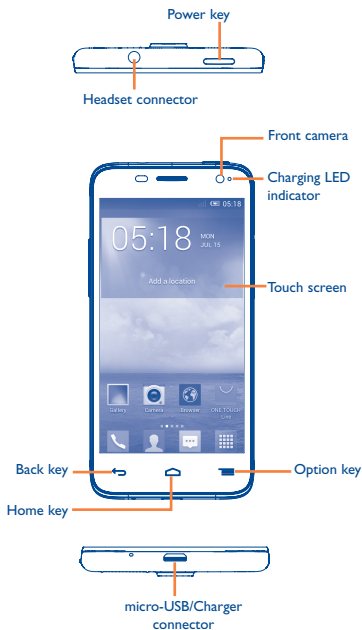 Power key
Headset connector
Front camera
Charging LED
indicator
05:18
05:18
MON
JUL 15
Add a location
Touch screen
Gallery
Camera
Browser
ONE TOUCH
Live
Back key
Option key
Home key
micro-USB/Charger
connector